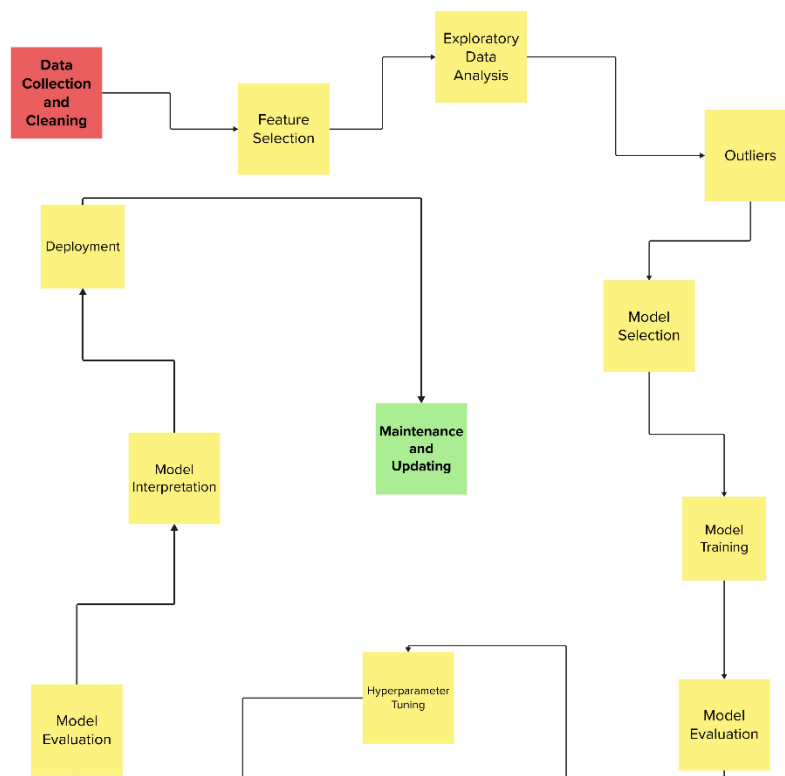 Data
Collection
and
Cleaning
Feature
Selection
Exploratory
Data
Analysis
Outliers
Model
Selection
Model
Training
Model
Evaluation
Hyperparameter
Tuning
Model
Evaluation
Model
Interpretation
Deployment
Maintenance
and
Updating